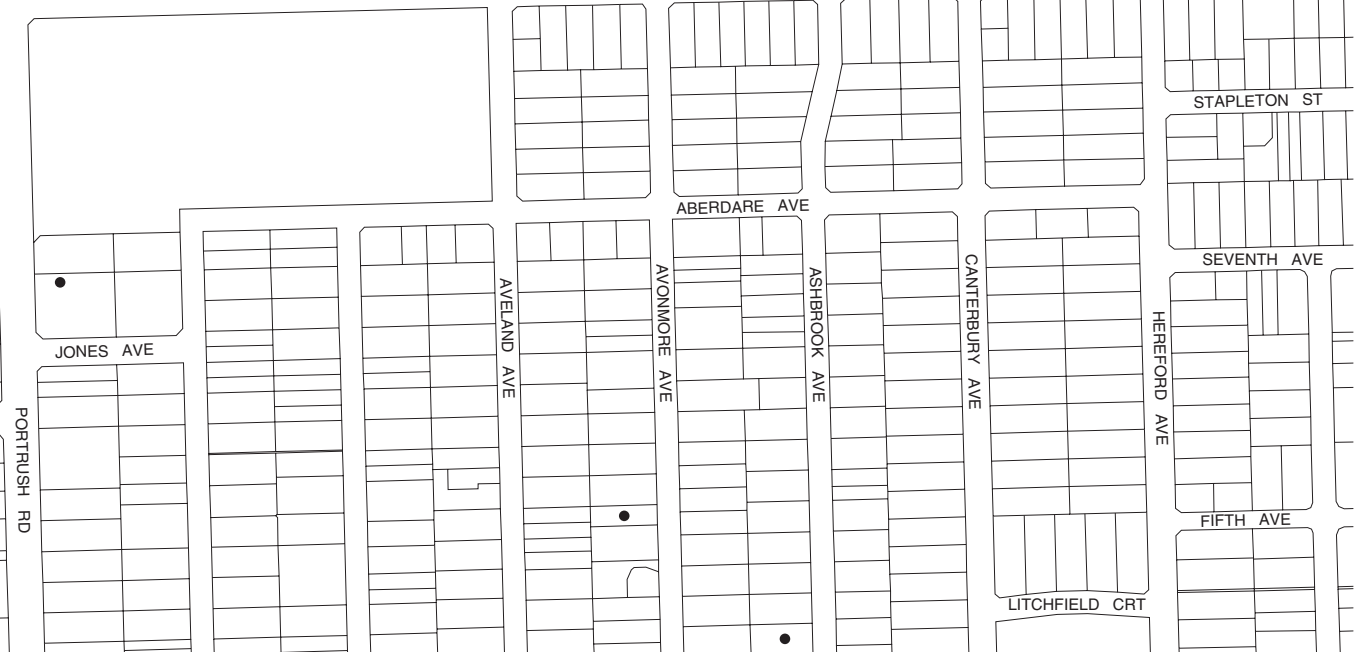 STAPLETON ST
ABERDARE AVE
SEVENTH AVE
CANTERBURY AVE
AVONMORE AVE
ASHBROOK AVE
AVELAND AVE
HEREFORD AVE
JONES AVE
PORTRUSH RD
FIFTH AVE
LITCHFIELD CRT